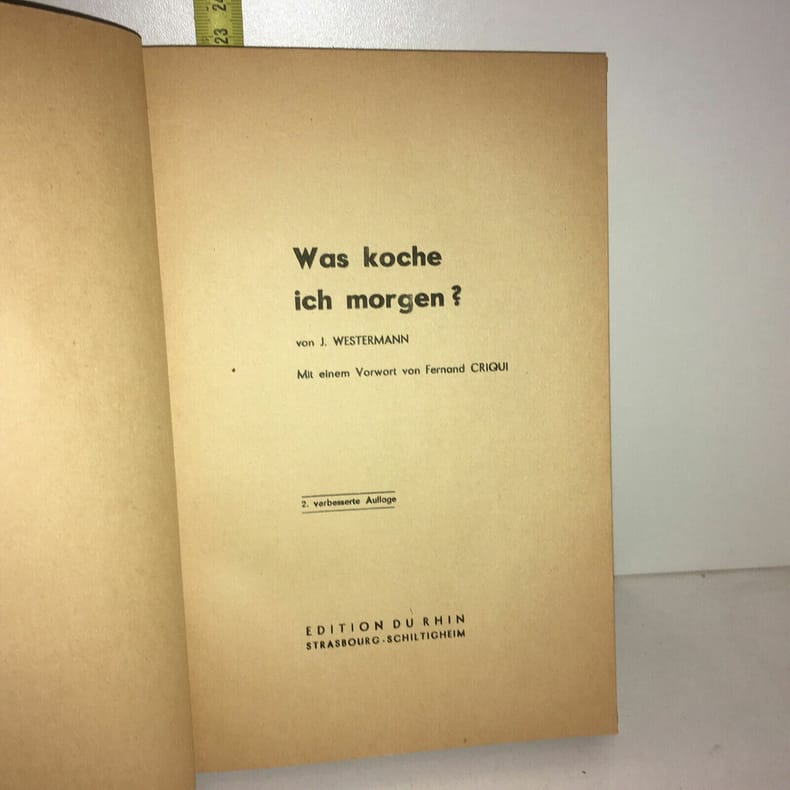 23 24
Was koche
ich morgen?
von J. WESTERMANN
Mit einem Vorwort von Fernand CRIQUI
2. verbesserte Auflage
EDITION DU RHIN
STRASBOURG-SCHILTIGHEIM